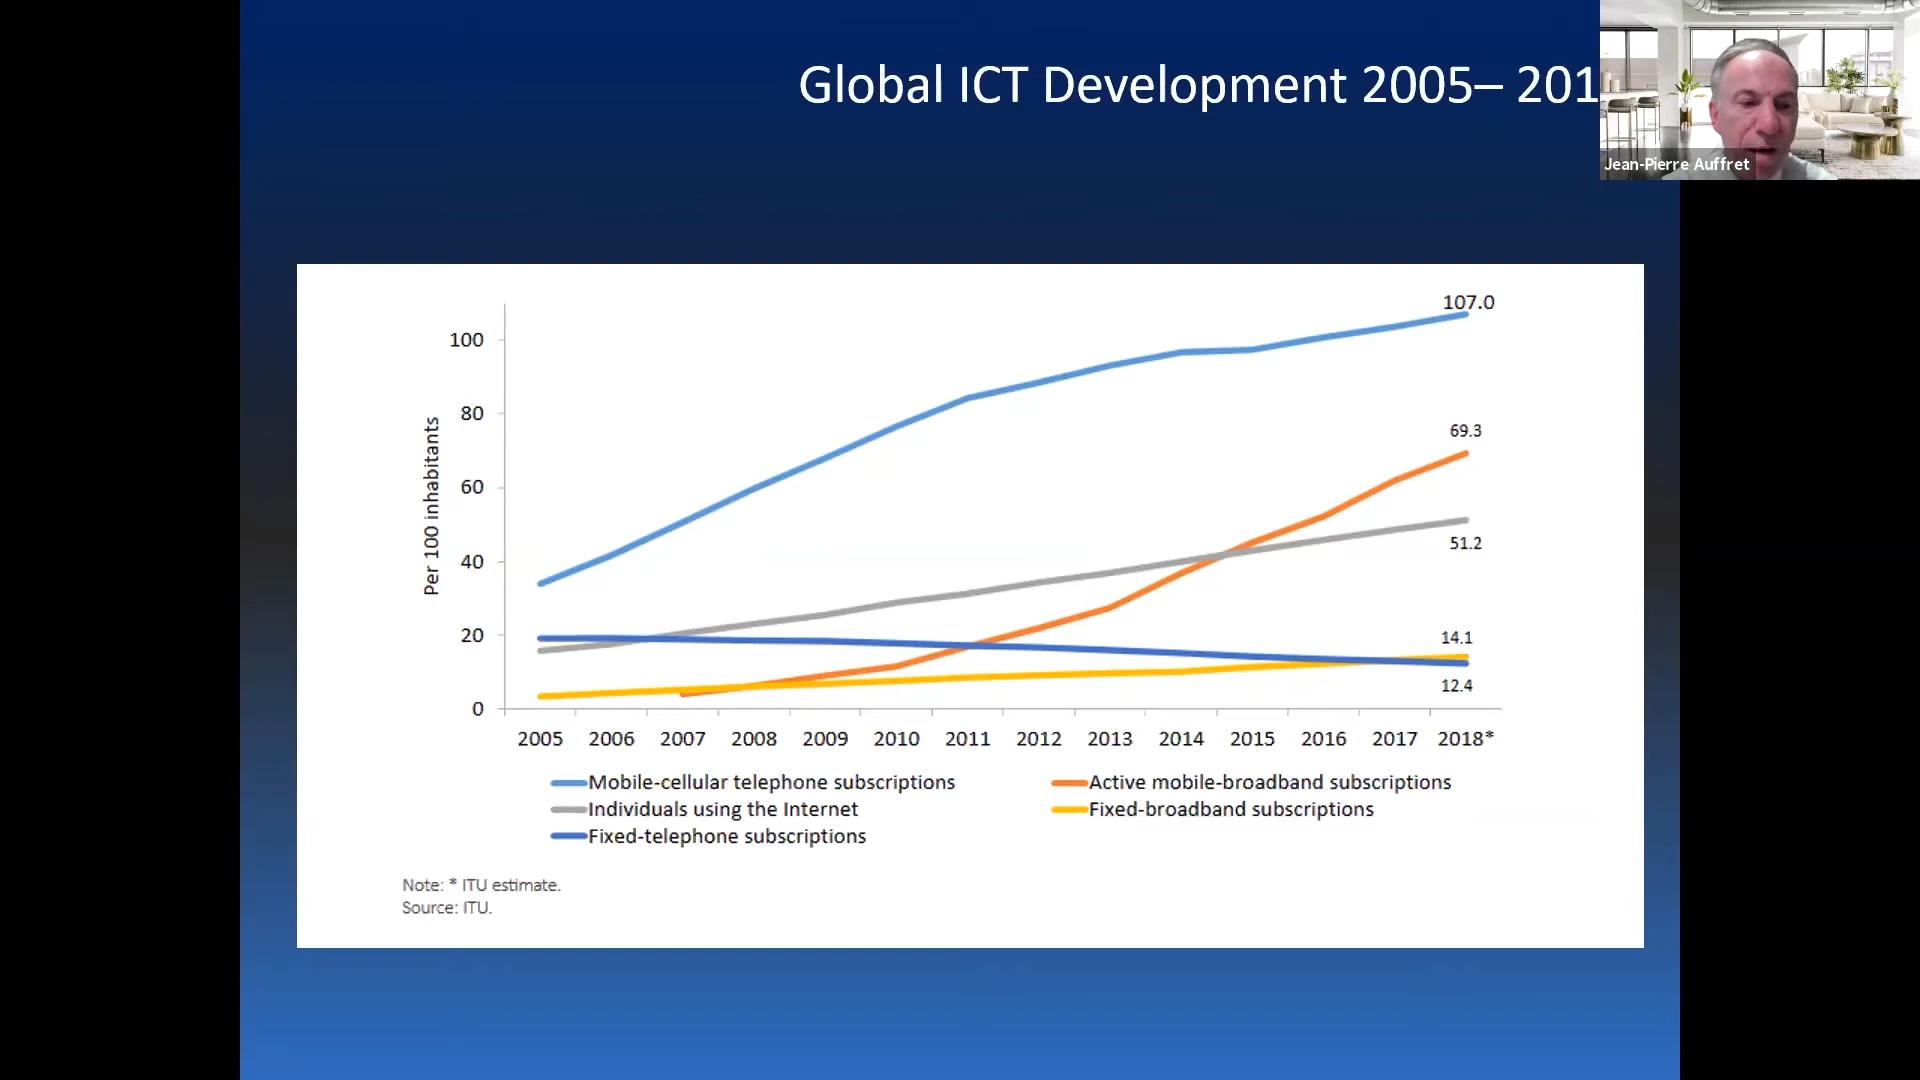 Global ICT Development 2005– 201
Jean-Pierre Auffret
107.0
100
80
60
40
20
0
Per 100 inhabitants
69.3
51.2
14.1
12.4
2005 2006 2007 2008 2009 2010 2011 2012 2013 2014 2015 2016 2017 2018*
Mobile-cellular telephone subscriptions
Active mobile-broadband subscriptions
Individuals using the Internet
Fixed-broadband subscriptions
Fixed-telephone subscriptions
Note: * ITU estimate.
Source: ITU.